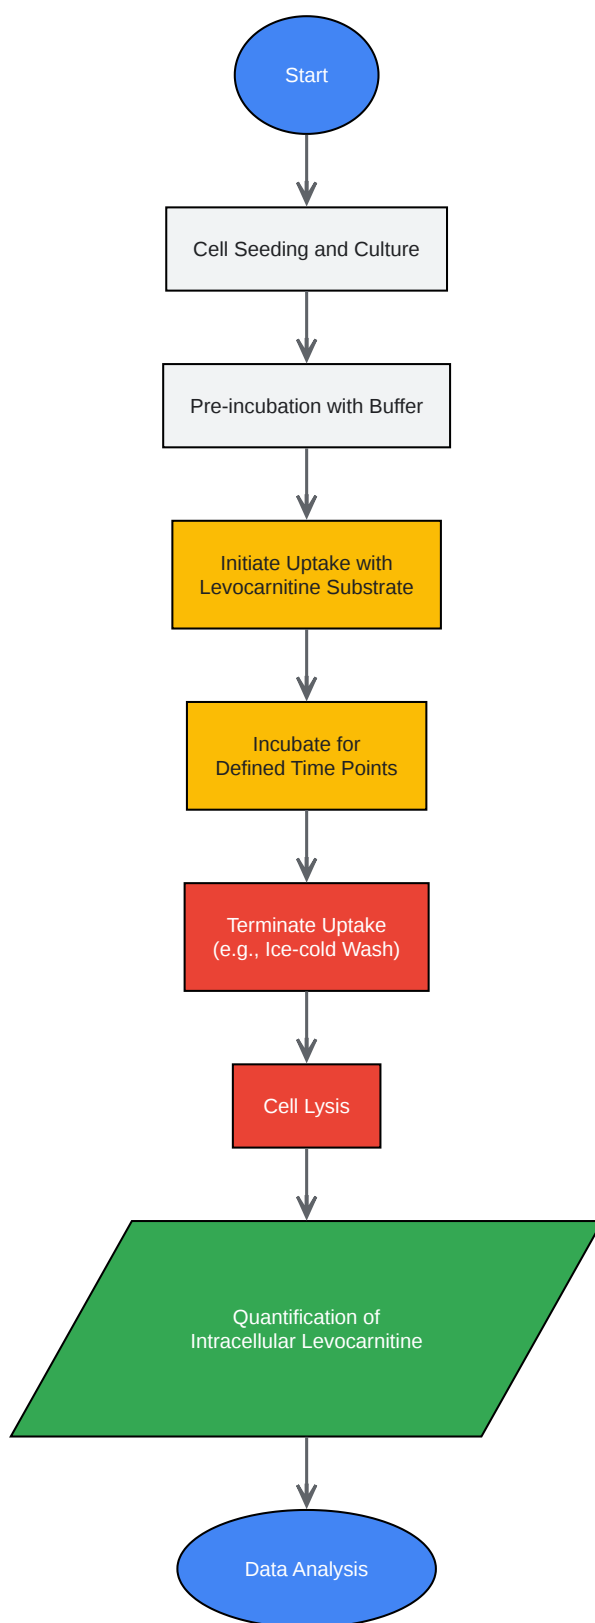 Start
Cell Seeding and Culture
Pre-incubation with Buffer
Initiate Uptake with
Levocarnitine Substrate
Incubate for
Defined Time Points
Terminate Uptake
(e.g., Ice-cold Wash)
Cell Lysis
Quantification of
Intracellular Levocarnitine
Data Analysis